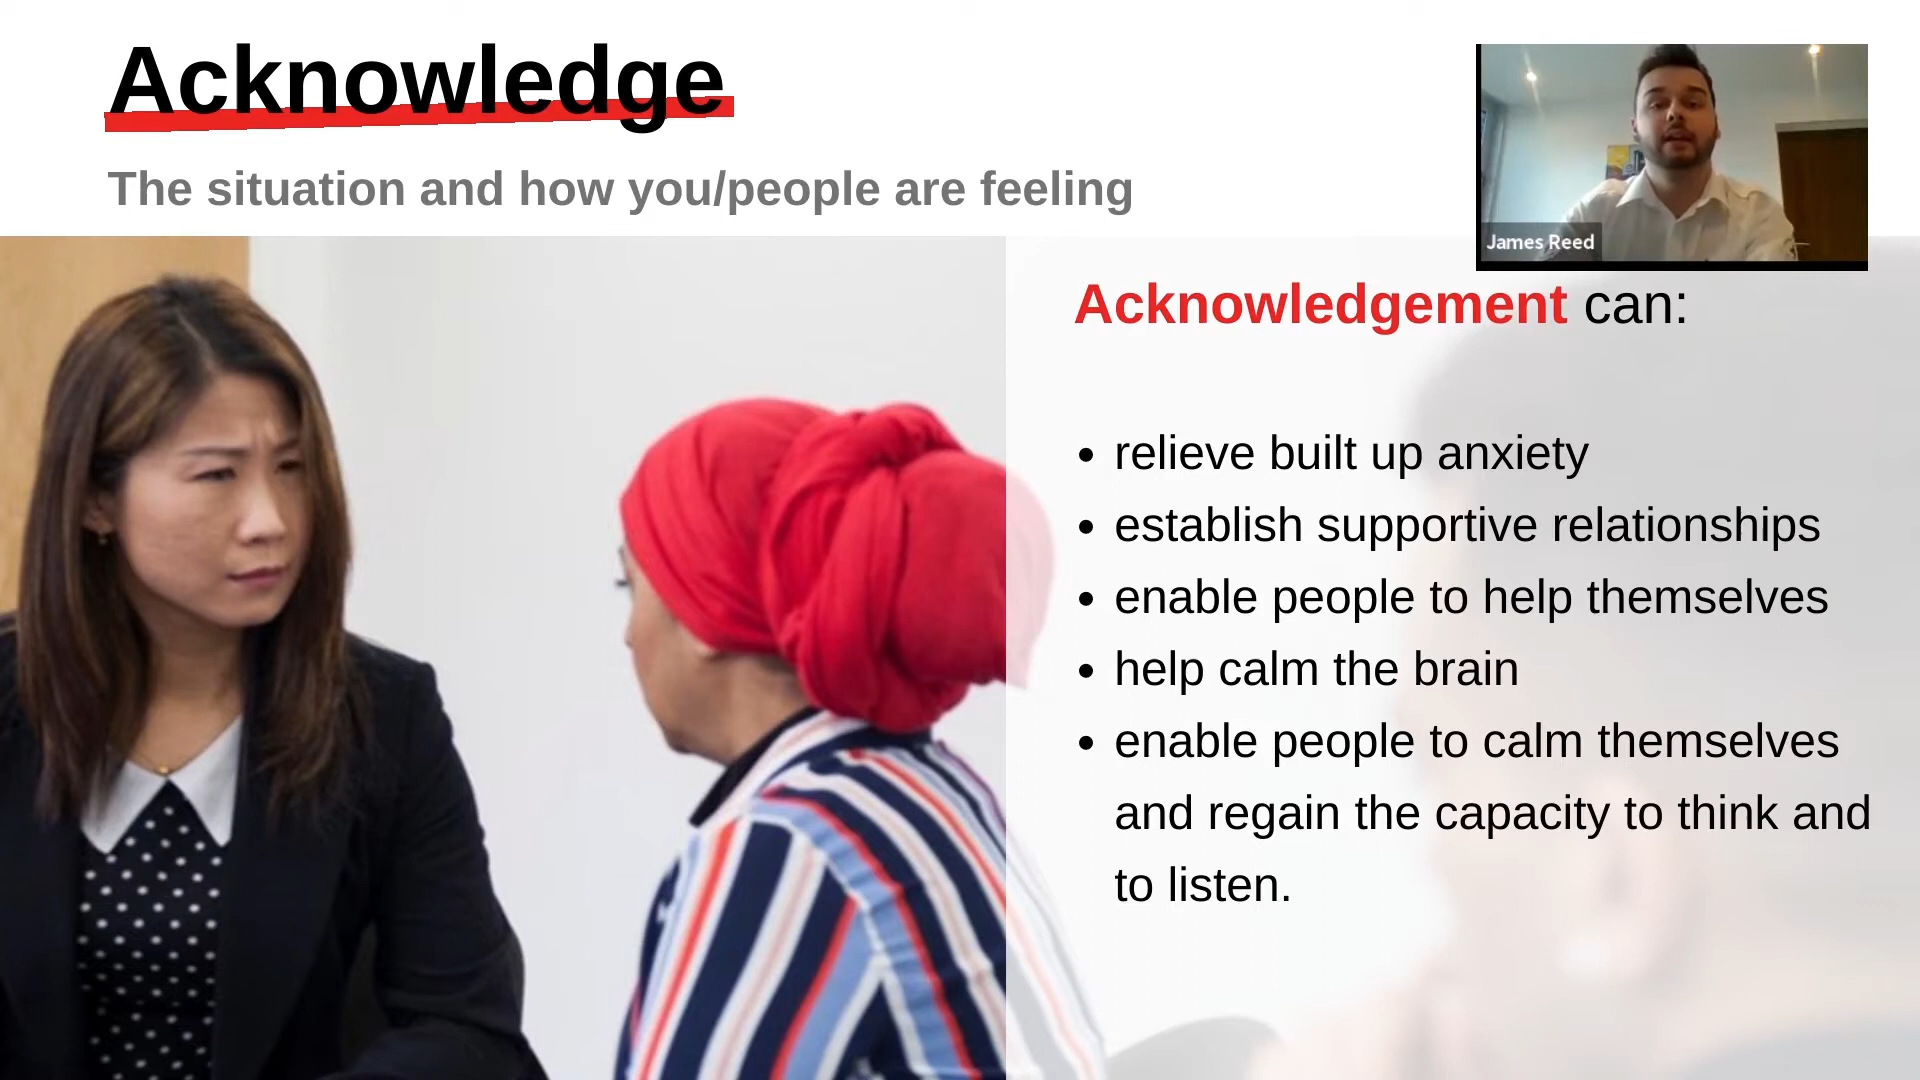 Acknowledge
The situation and how you/people are feeling
James Reed
Acknowledgement can:
• relieve built up anxiety
• establish supportive relationships
• enable people to help themselves
• help calm the brain
• enable people to calm themselves
and regain the capacity to think and
to listen.